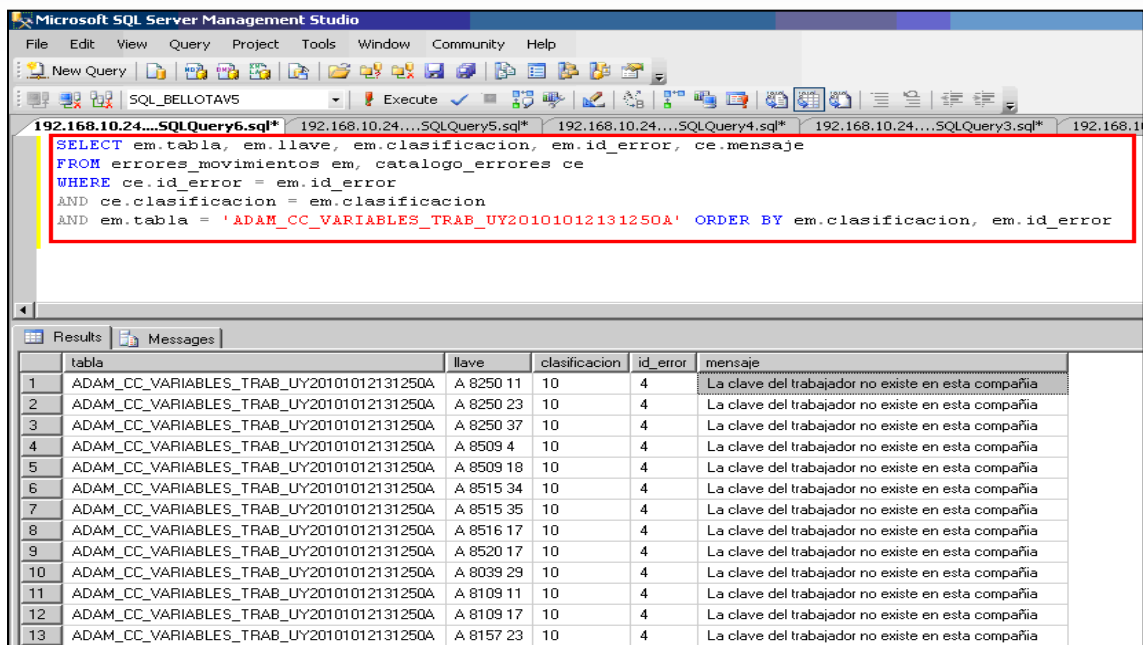 Microsoft SQL Server Management Studio
File Edit View Query Project Tools Window Community Help
New Query
SQL_BELLOTAV5 Execute
192.168.10.24....SQLQuery6.sql* 192.168.10.24....SQLQuery5.sql* 192.168.10.24....SQLQuery4.sql* 192.168.10.24....SQLQuery3.sql* 192.168.1
SELECT em.tabla, em.llave, em.clasificacion, em.id_error, ce.mensaje
FROM errores_movimientos em, catalogo_errores ce
WHERE ce.id_error = em.id_error
AND ce.clasificacion = em.clasificacion
AND em.tabla = 'ADAM_CC_VARIABLES_TRAB_UY20101012131250A' ORDER BY em.clasificacion, em.id_error
Results Messages
tabla llave clasificacion id_error mensaje
1 ADAM_CC_VARIABLES_TRAB_UY20101012131250A A 8250 11 10 4 La clave del trabajador no existe en esta compañia
2 ADAM_CC_VARIABLES_TRAB_UY20101012131250A A 8250 23 10 4 La clave del trabajador no existe en esta compañia
3 ADAM_CC_VARIABLES_TRAB_UY20101012131250A A 8250 37 10 4 La clave del trabajador no existe en esta compañia
4 ADAM_CC_VARIABLES_TRAB_UY20101012131250A A 8509 4 10 4 La clave del trabajador no existe en esta compañia
5 ADAM_CC_VARIABLES_TRAB_UY20101012131250A A 8509 18 10 4 La clave del trabajador no existe en esta compañia
6 ADAM_CC_VARIABLES_TRAB_UY20101012131250A A 8515 34 10 4 La clave del trabajador no existe en esta compañia
7 ADAM_CC_VARIABLES_TRAB_UY20101012131250A A 8515 35 10 4 La clave del trabajador no existe en esta compañia
8 ADAM_CC_VARIABLES_TRAB_UY20101012131250A A 8516 17 10 4 La clave del trabajador no existe en esta compañia
9 ADAM_CC_VARIABLES_TRAB_UY20101012131250A A 8520 17 10 4 La clave del trabajador no existe en esta compañia
10 ADAM_CC_VARIABLES_TRAB_UY20101012131250A A 8039 29 10 4 La clave del trabajador no existe en esta compañia
11 ADAM_CC_VARIABLES_TRAB_UY20101012131250A A 8109 11 10 4 La clave del trabajador no existe en esta compañia
12 ADAM_CC_VARIABLES_TRAB_UY20101012131250A A 8109 17 10 4 La clave del trabajador no existe en esta compañia
13 ADAM_CC_VARIABLES_TRAB_UY20101012131250A A 8157 23 10 4 La clave del trabajador no existe en esta compañia